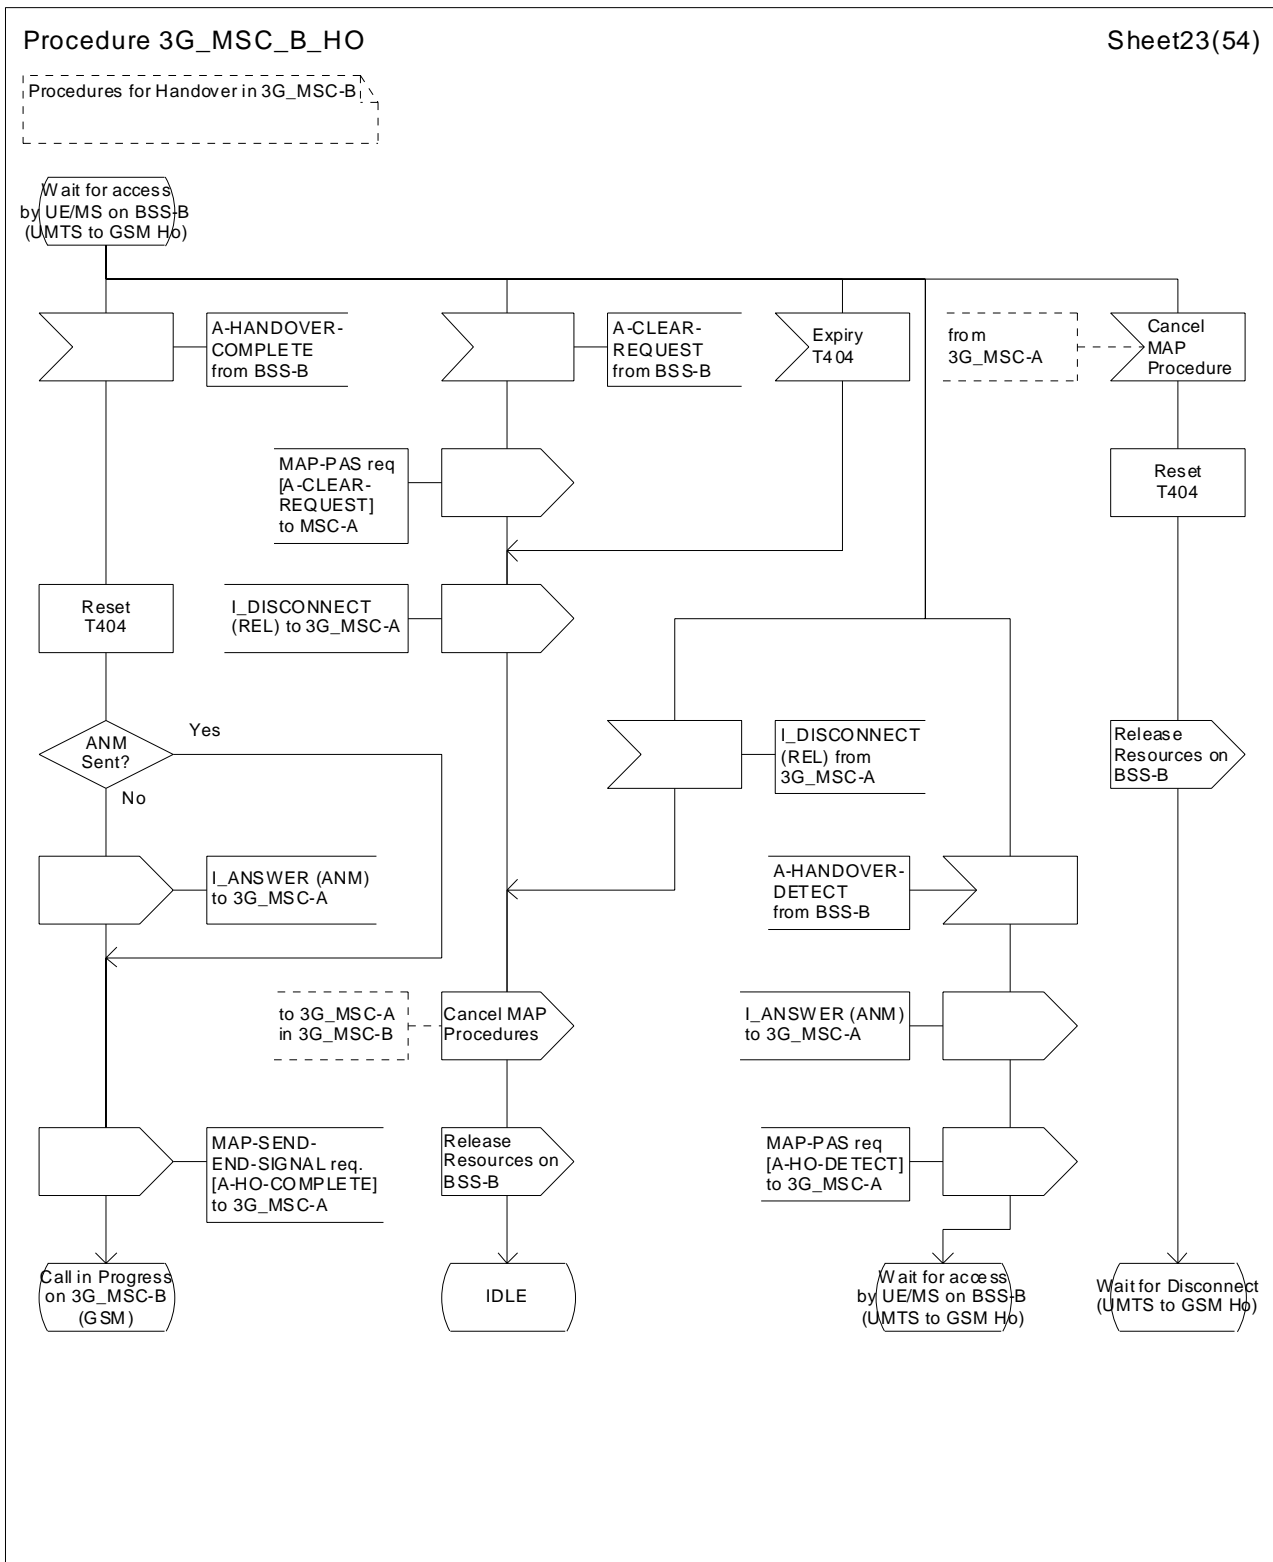 Procedure 3G_MSC_B_HO
Sheet23(54)
Procedures for Handover in 3G_MSC-B
Wait for access
by UE/MS on BSS-B
(UMTS to GSM Ho)
A-HANDOVER-
COMPLETE
from BSS-B
A-CLEAR-
REQUEST
from BSS-B
Expiry
T404
from
3G_MSC-A
Cancel
MAP
Procedure
MAP-PAS req
[A-CLEAR-
REQUEST]
to MSC-A
Reset
T404
Reset
T404
I_DISCONNECT
(REL) to 3G_MSC-A
ANM
Sent?
Yes
No
I_DISCONNECT
(REL) from
3G_MSC-A
Release
Resources on
BSS-B
I_ANSWER (ANM)
to 3G_MSC-A
A-HANDOVER-
DETECT
from BSS-B
to 3G_MSC-A
in 3G_MSC-B
Cancel MAP
Procedures
I_ANSWER (ANM)
to 3G_MSC-A
MAP-SEND-
END-SIGNAL req.
[A-HO-COMPLETE]
to 3G_MSC-A
Release
Resources on
BSS-B
MAP-PAS req
[A-HO-DETECT]
to 3G_MSC-A
Call in Progress
on 3G_MSC-B
(GSM)
IDLE
Wait for access
by UE/MS on BSS-B
(UMTS to GSM Ho)
Wait for Disconnect
(UMTS to GSM Ho)